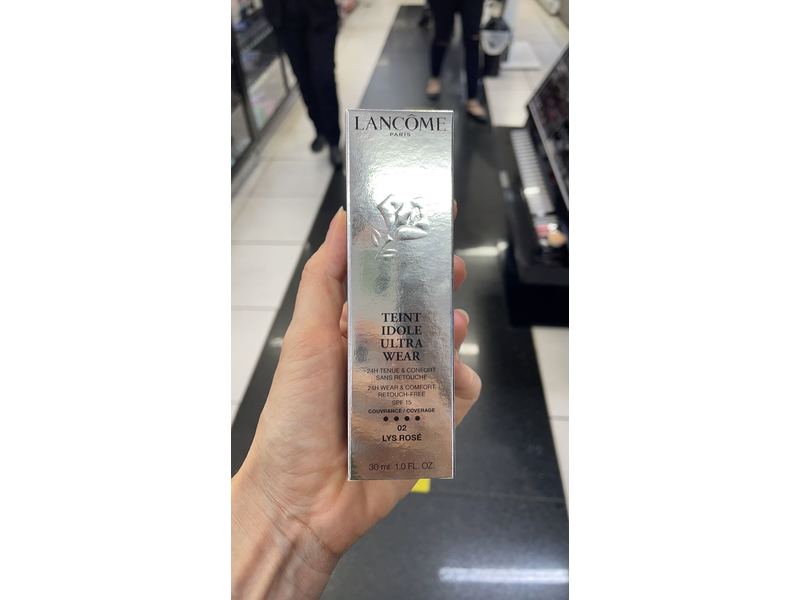 LANCÔME
PARIS
TEINT
IDOLE
ULTRA
WEAR
24H TENUE & CONFORT
SANS RETOUCHE
24H WEAR & COMFORT
RETOUCH-FREE
SPF 15
COUVRANCE / COVERAGE
02
LYS ROSÉ
30 ml 1.0 FL. OZ.